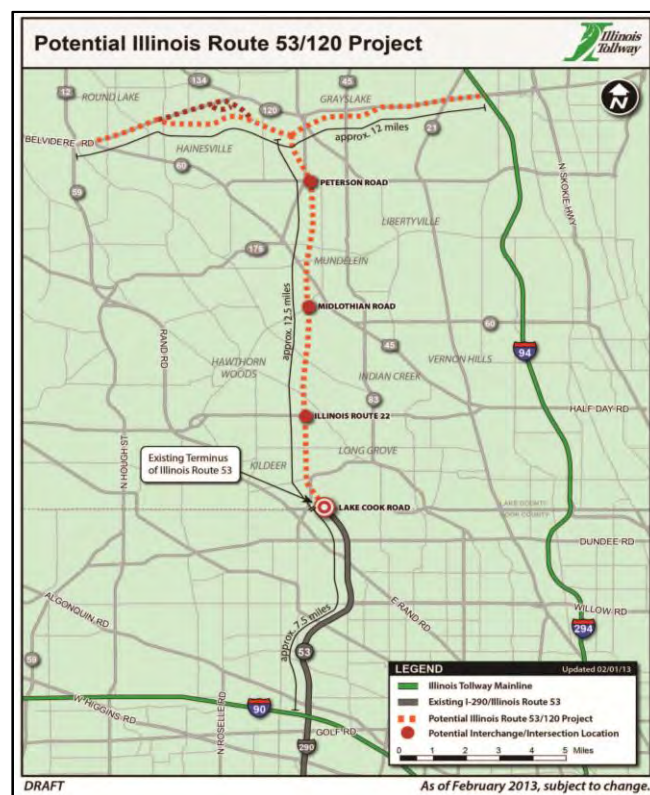 Potential Illinois Route 53/120 Project
Illinois
Tollway
N
12
134
45
ROUND LAKE
120
GRAYSLAKE
21
BELVIDERE RD
approx. 12 miles
HAINESVILLE
60
59
N SKOKIE HWY
PETERSON ROAD
LIBERTYVILLE
176
MUNDELEIN
approx. 12.5 miles
MIDLOTHIAN ROAD
60
RAND RD
45
94
HAWTHORN
WOODS
VERNON HILLS
INDIAN CREEK
83
ILLINOIS ROUTE 22
HALF DAY RD
N HOUGH ST
Existing Terminus
of Illinois Route 53
KILDEER
LONG GROVE
LAKE COOK ROAD
LAKE COUNTY
COOK COUNTY
DUNDEE RD
ALGONQUIN RD
E RAND RD
WILLOW RD
approx. 7.5 miles
294
59
53
W HIGGINS RD
N ROSELLE RD
90
GOLF RD
290
LEGEND
Updated 02/01/13
Illinois Tollway Mainline
Existing I-290/Illinois Route 53
Potential Illinois Route 53/120 Project
Potential Interchange/Intersection Location
0 1 2 3 4 5 Miles
DRAFT
As of February 2013, subject to change.